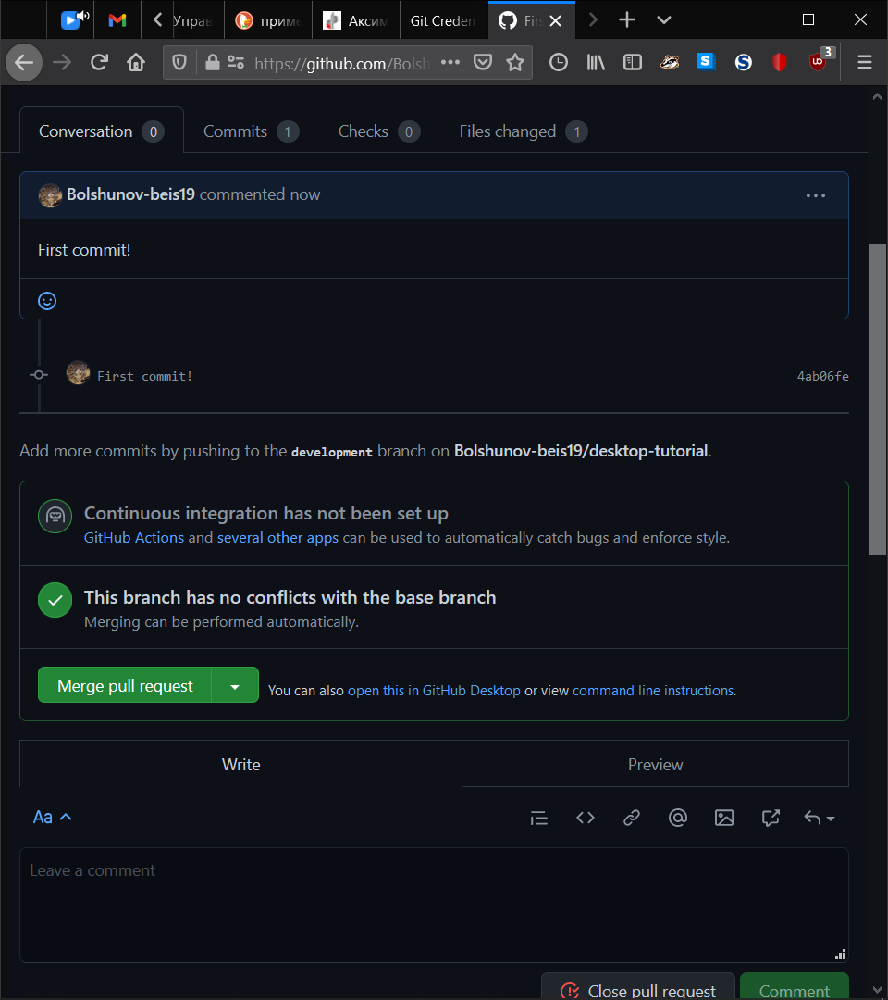 Управ
приме
Аксим
Git Creden
Firs
https://github.com/Bolsh
3
Conversation 0
Commits 1
Checks 0
Files changed 1
Bolshunov-beis19 commented now
First commit!
First commit!
4ab06fe
Add more commits by pushing to the development branch on Bolshunov-beis19/desktop-tutorial.
Continuous integration has not been set up
GitHub Actions and several other apps can be used to automatically catch bugs and enforce style.
This branch has no conflicts with the base branch
Merging can be performed automatically.
Merge pull request
You can also open this in GitHub Desktop or view command line instructions.
Write
Preview
Aa
Leave a comment
Close pull request
Comment